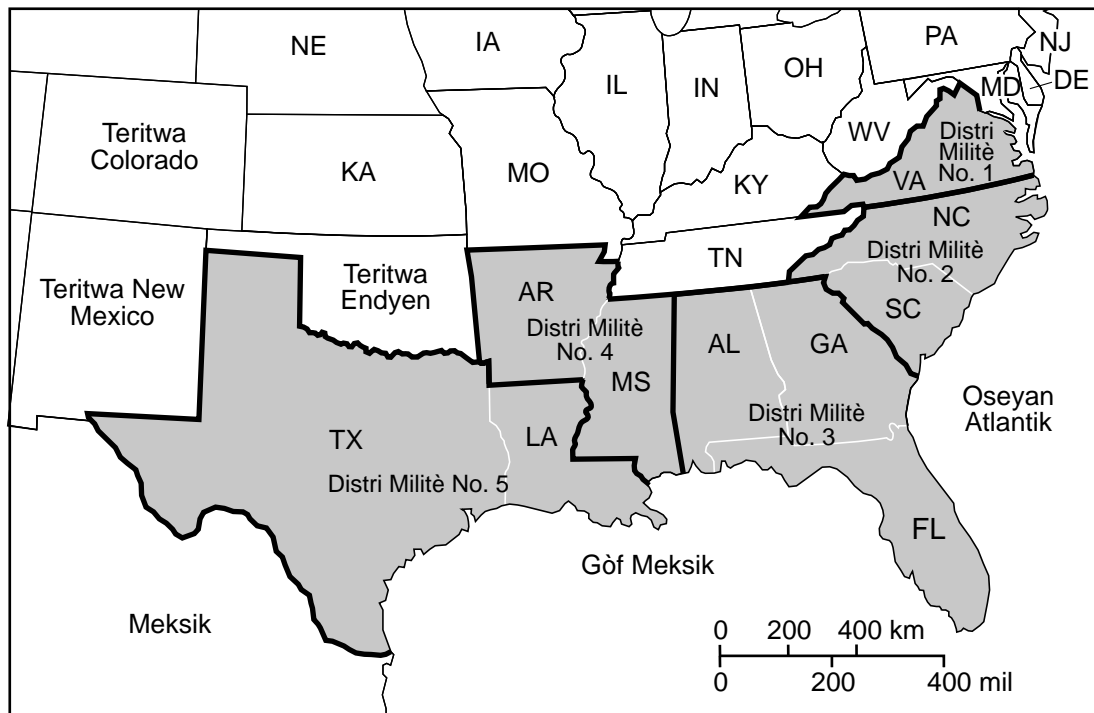 NE
IA
IL
IN
OH
PA
NJ
MD
DE
Teritwa
Colorado
KA
MO
KY
WV
VA
Distri
Militè
No. 1
NC
Teritwa New
Mexico
Teritwa
Endyen
TN
Distri Militè
No. 2
SC
AR
Distri Militè
No. 4
MS
AL
GA
Distri Militè
No. 3
Oseyan
Atlantik
TX
LA
Distri Militè No. 5
FL
Gòf Meksik
Meksik
0 200 400 km
0 200 400 mil